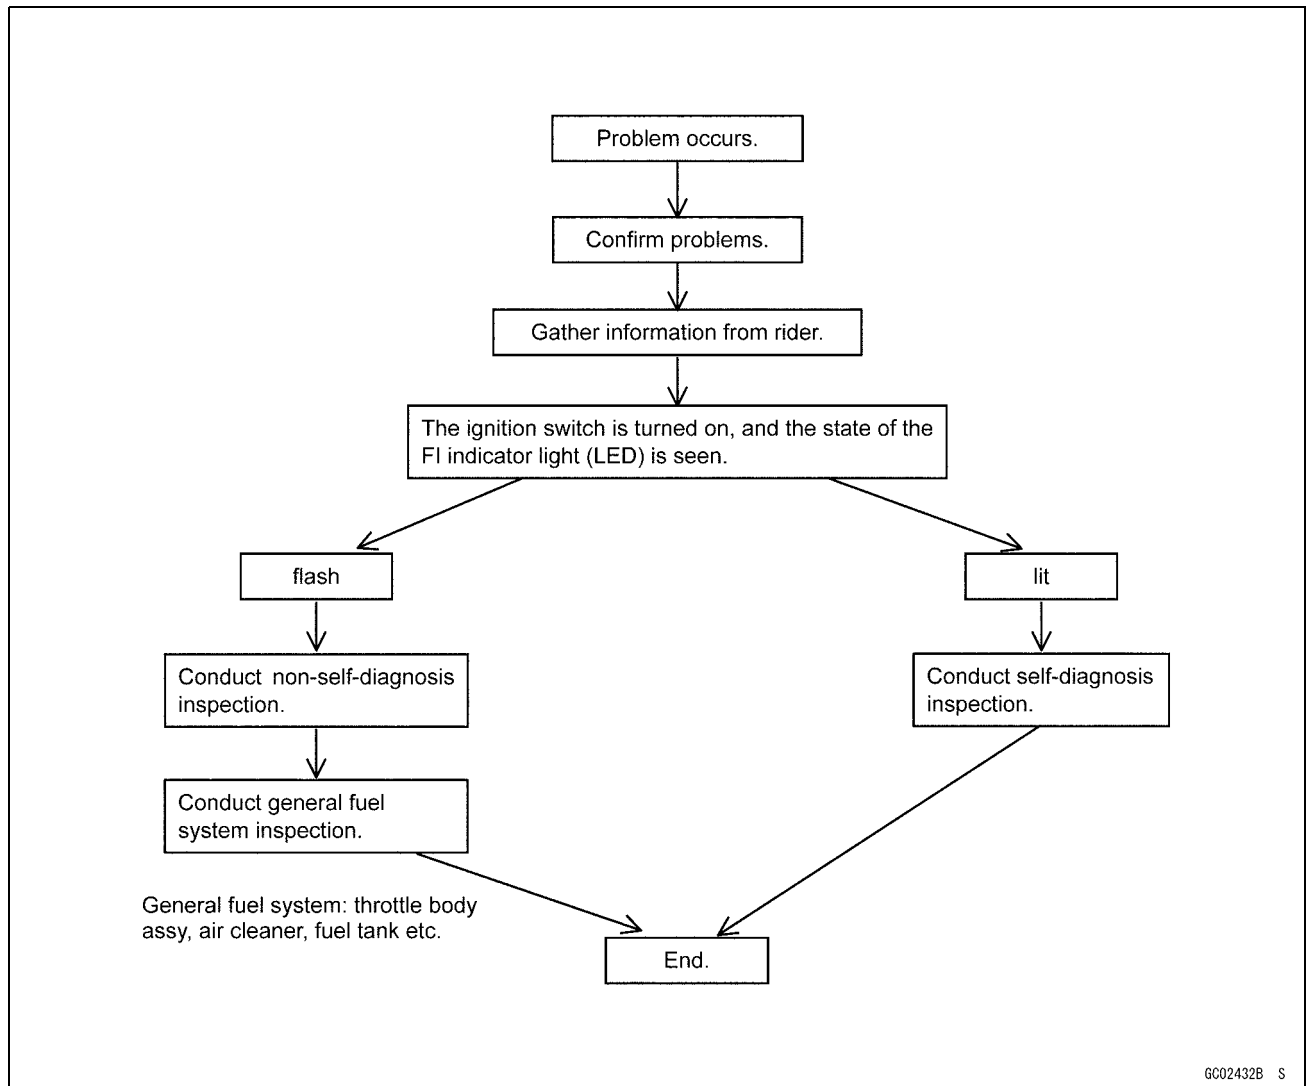 Problem occurs.
Confirm problems.
Gather information from rider.
The ignition switch is turned on, and the state of the
FI indicator light (LED) is seen.
flash
lit
Conduct non-self-diagnosis
inspection.
Conduct self-diagnosis
inspection.
Conduct general fuel
system inspection.
General fuel system: throttle body
assy, air cleaner, fuel tank etc.
End.
GC02432B S